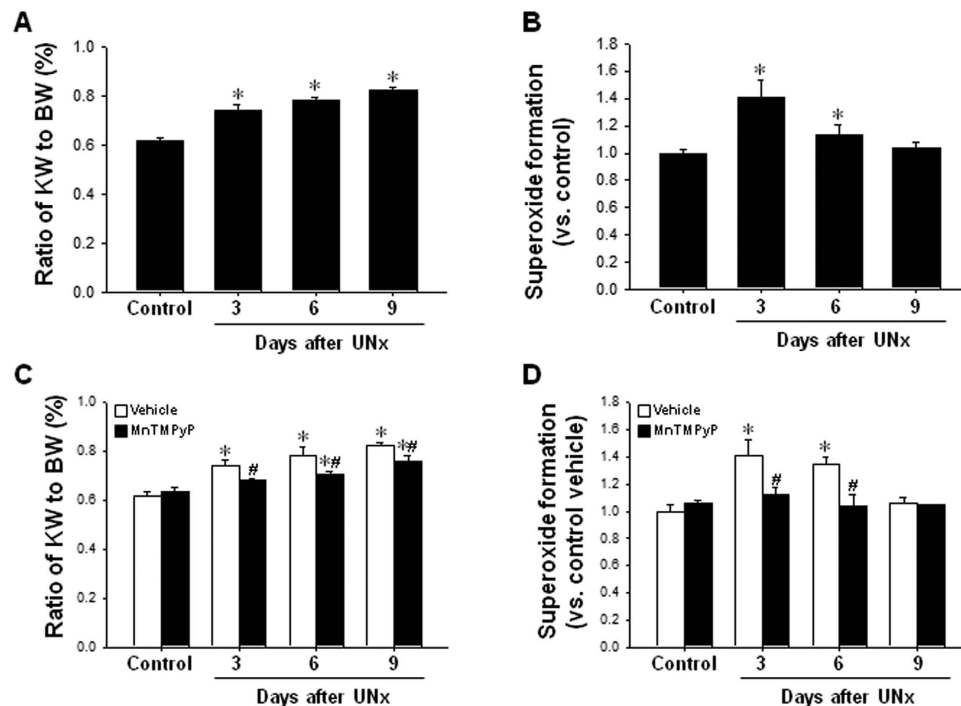 A
Ratio of KW to BW (%)
1.0
0.8
0.6
0.4
0.2
0.0
*
*
*
Control 3 6 9
Days after UNx
B
Superoxide formation
(vs. control)
1.8
1.6
1.4
1.2
1.0
0.8
0.6
0.4
0.2
0.0
*
*
Control 3 6 9
Days after UNx
C
Ratio of KW to BW (%)
1.0
0.8
0.6
0.4
0.2
0.0
Vehicle
MnTMPyP
* # * *# * *#
Control 3 6 9
Days after UNx
D
Superoxide formation
(vs. control vehicle)
1.8
1.6
1.4
1.2
1.0
0.8
0.6
0.4
0.2
0.0
Vehicle
MnTMPyP
* # * #
Control 3 6 9
Days after UNx